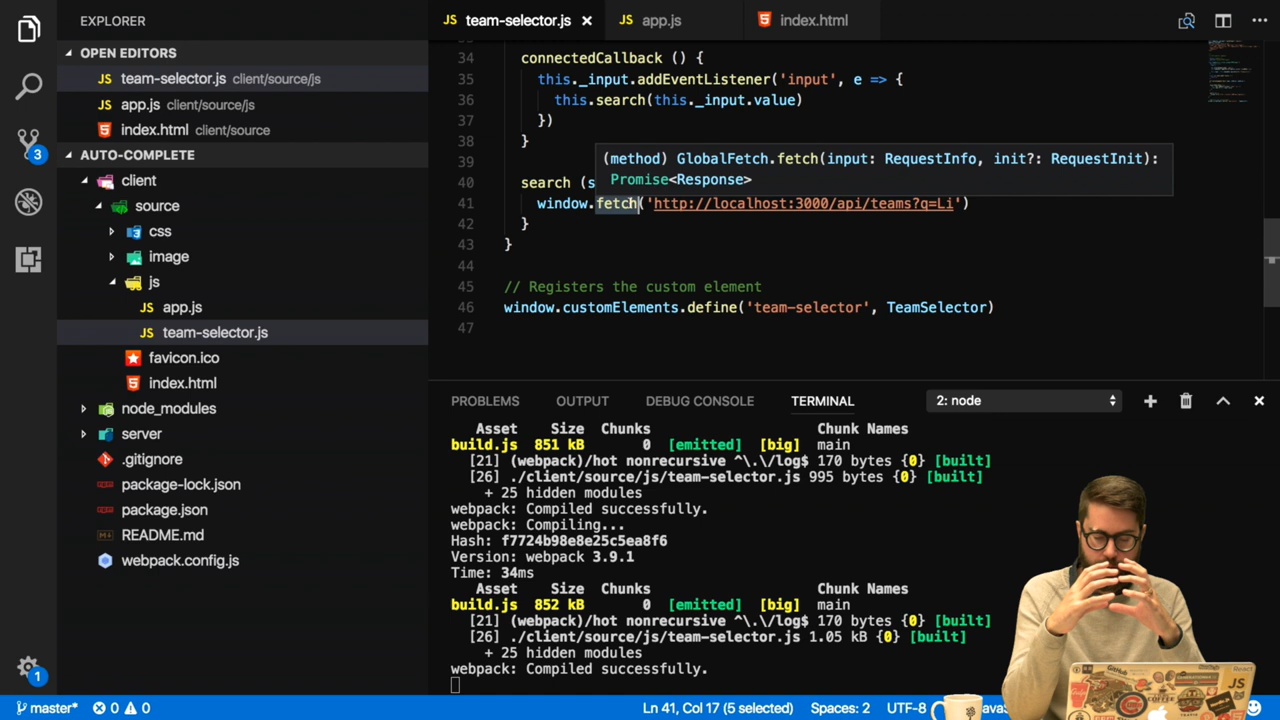 EXPLORER
OPEN EDITORS
JS team-selector.js client/source/js
JS app.js client/source/js
index.html client/source
AUTO-COMPLETE
client
source
css
image
js
JS app.js
JS team-selector.js
favicon.ico
index.html
node_modules
server
.gitignore
package-lock.json
package.json
README.md
webpack.config.js
3
1
JS team-selector.js × JS app.js index.html
34 connectedCallback () {
35 this._input.addEventListener('input', e => {
36 this.search(this._input.value)
37 })
38 }
39
(method) GlobalFetch.fetch(input: RequestInfo, init?: RequestInit):
Promise<Response>
40 search (s
41 window.fetch('http://localhost:3000/api/teams?q=Li')
42 }
43 }
44
45 // Registers the custom element
46 window.customElements.define('team-selector', TeamSelector)
47
PROBLEMS OUTPUT DEBUG CONSOLE TERMINAL 2: node
Asset Size Chunks Chunk Names
build.js 851 kB 0 [emitted] [big] main
[21] (webpack)/hot nonrecursive ^\.\/log$ 170 bytes {0} [built]
[26] ./client/source/js/team-selector.js 995 bytes {0} [built]
+ 25 hidden modules
webpack: Compiled successfully.
webpack: Compiling...
Hash: f7724b98e8e25c5ea8f6
Version: webpack 3.9.1
Time: 34ms
Asset Size Chunks Chunk Names
build.js 852 kB 0 [emitted] [big] main
[21] (webpack)/hot nonrecursive ^\.\/log$ 170 bytes {0} [built]
[26] ./client/source/js/team-selector.js 1.05 kB {0} [built]
+ 25 hidden modules
webpack: Compiled successfully.
master* 0 0 Ln 41, Col 17 (5 selected) Spaces: 2 UTF-8
JS